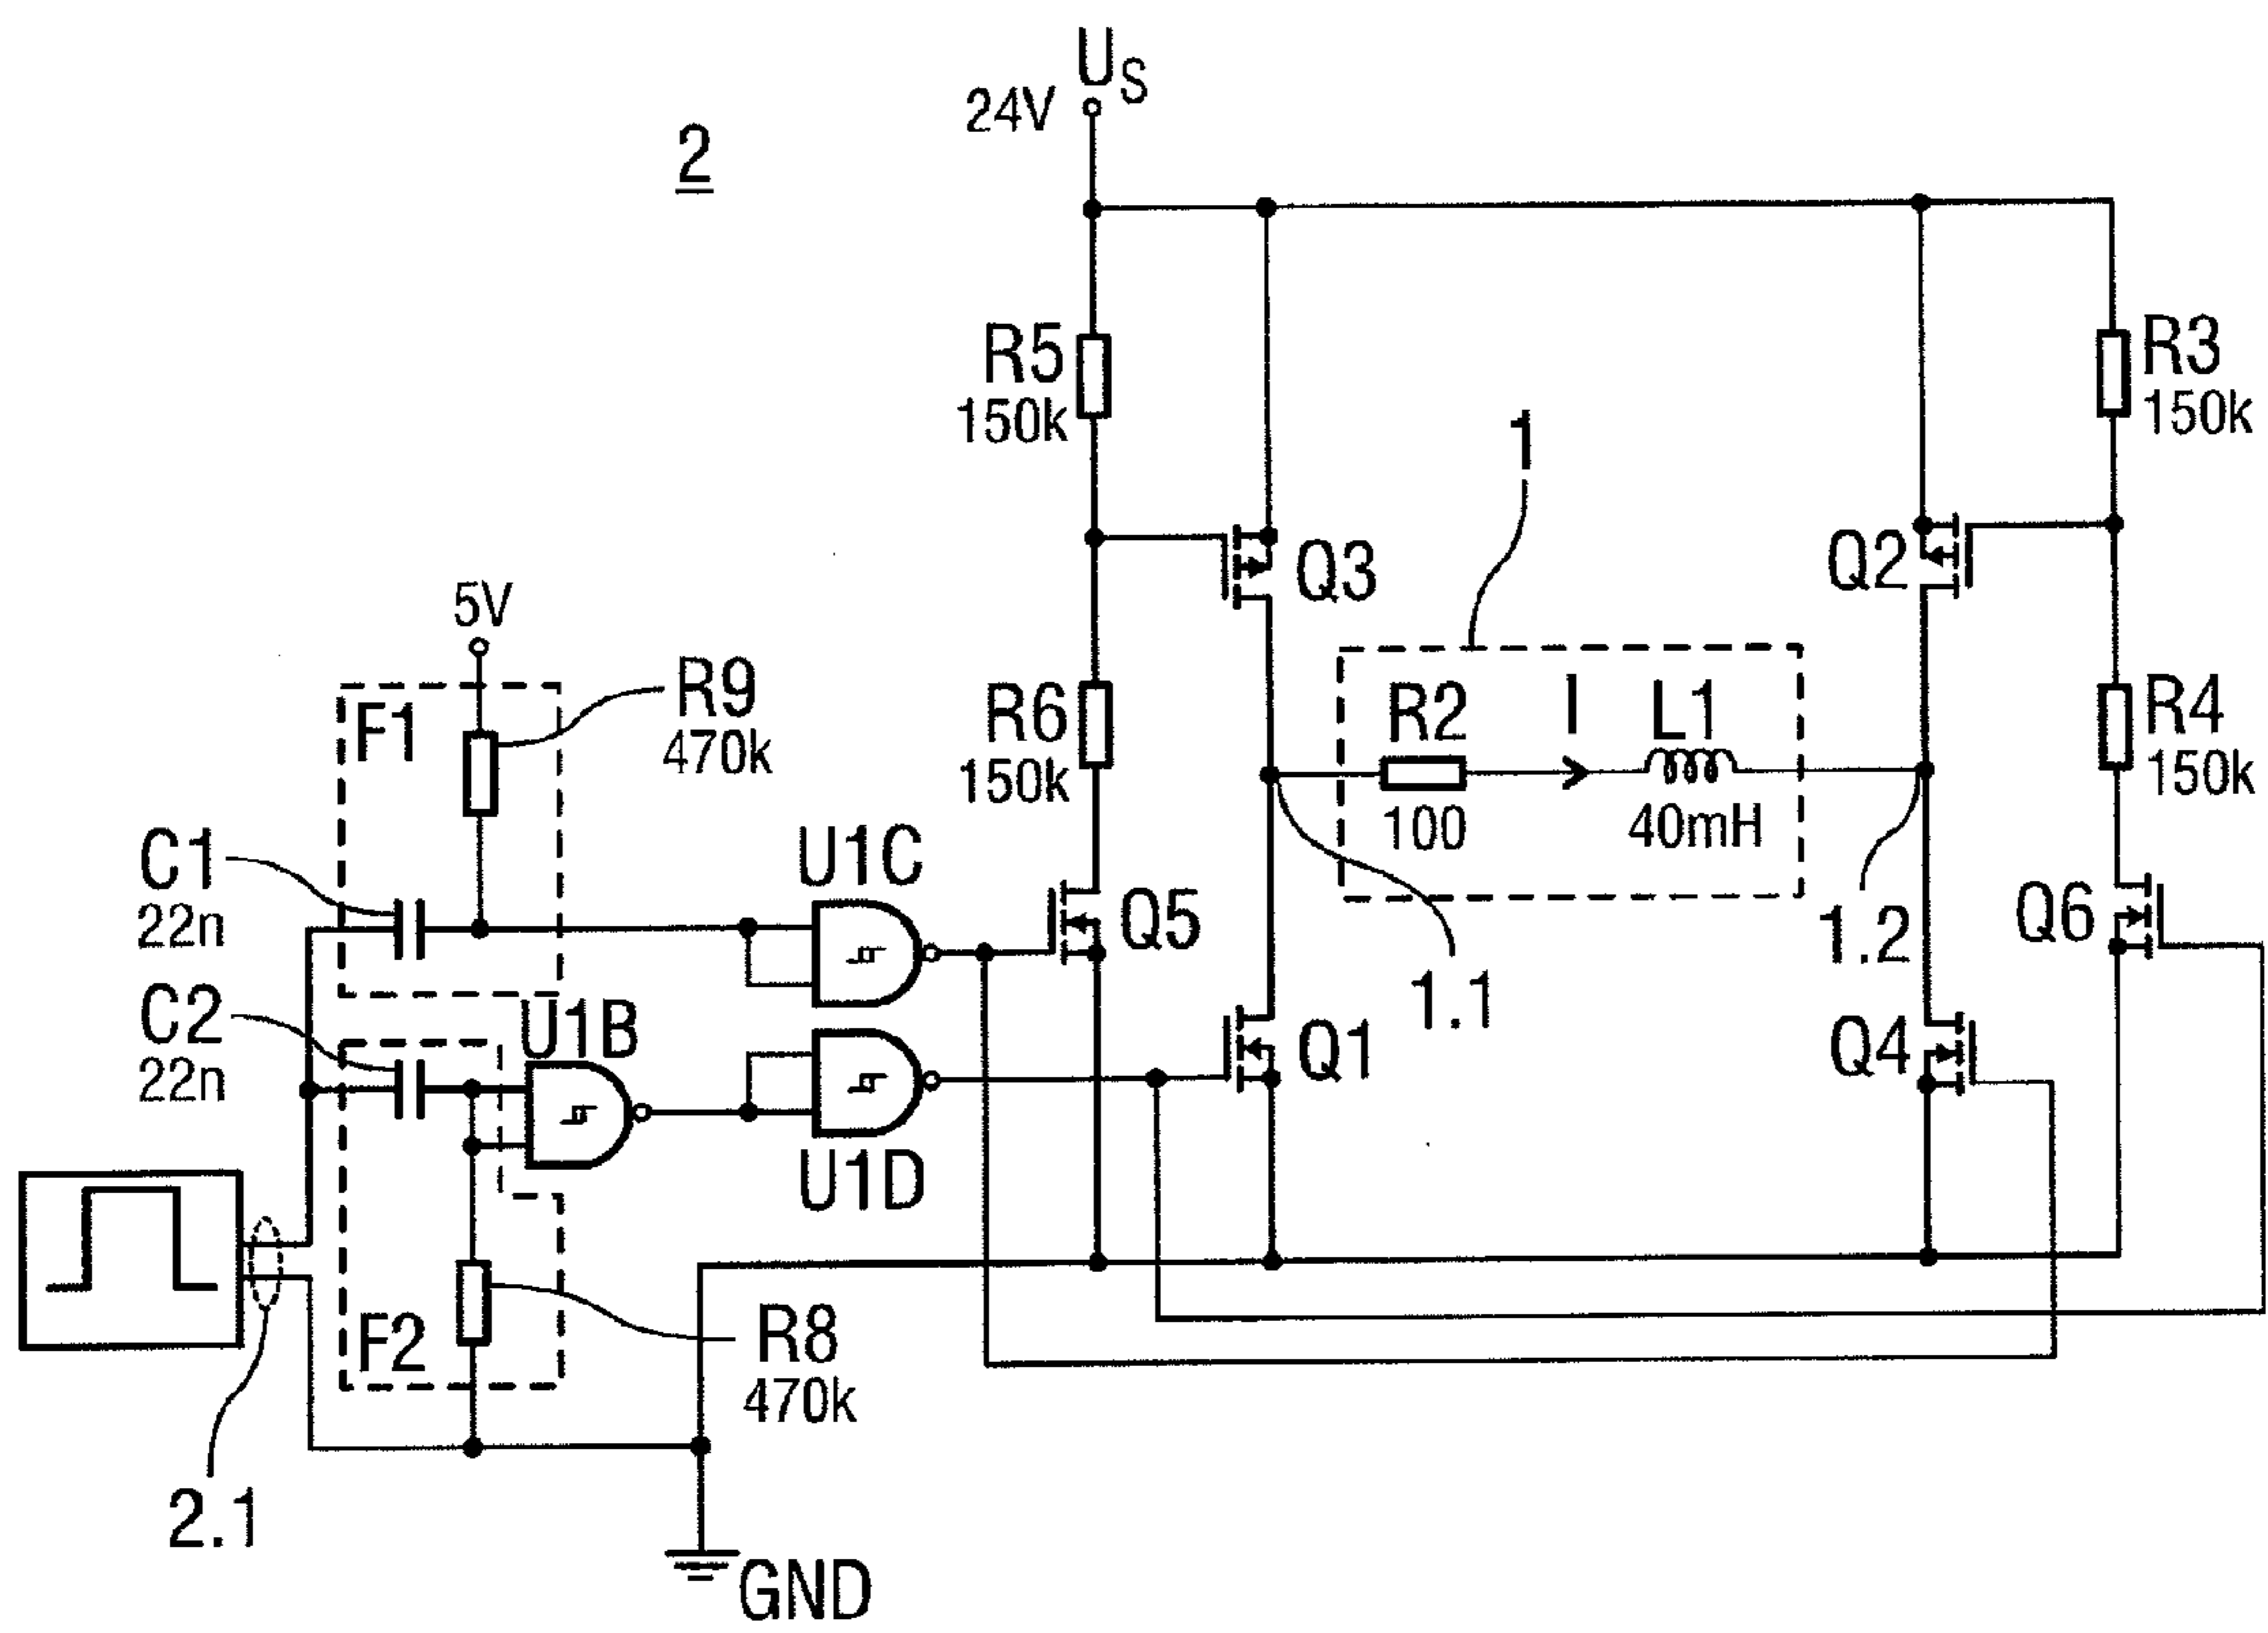 U_S
24V
2
R5
150k
R3
150k
1
Q3
Q2
5V
F1
R9
470k
R6
150k
R2
100
I
L1
40mH
R4
150k
C1
22n
U1C
Q5
1.1
1.2
Q6
C2
22n
U1B
U1D
Q1
Q4
F2
R8
470k
2.1
GND